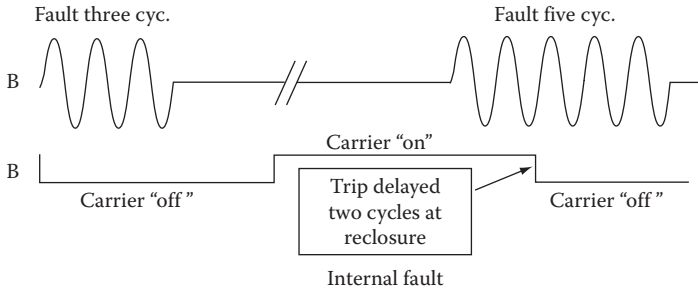 Fault three cyc.
Fault five cyc.
B
B
Carrier “on”
Carrier “off ”
Trip delayed
two cycles at
reclosure
Carrier “off ”
Internal fault